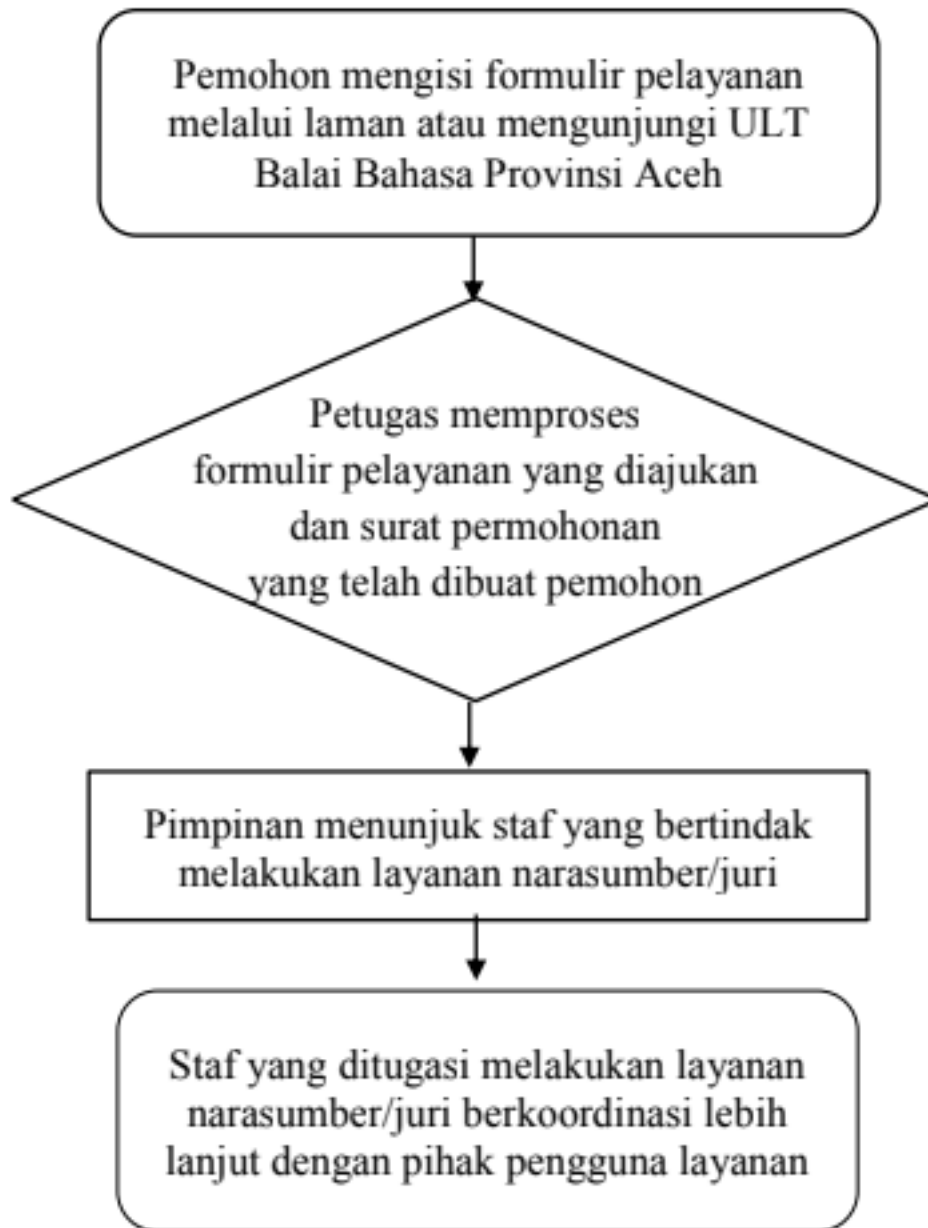 Pemohon mengisi formulir pelayanan
melalui laman atau mengunjungi ULT
Balai Bahasa Provinsi Aceh
Petugas memproses
formulir pelayanan yang diajukan
dan surat permohonan
yang telah dibuat pemohon
Pimpinan menunjuk staf yang bertindak
melakukan layanan narasumber/juri
Staf yang ditugasi melakukan layanan
narasumber/juri berkoordinasi lebih
lanjut dengan pihak pengguna layanan